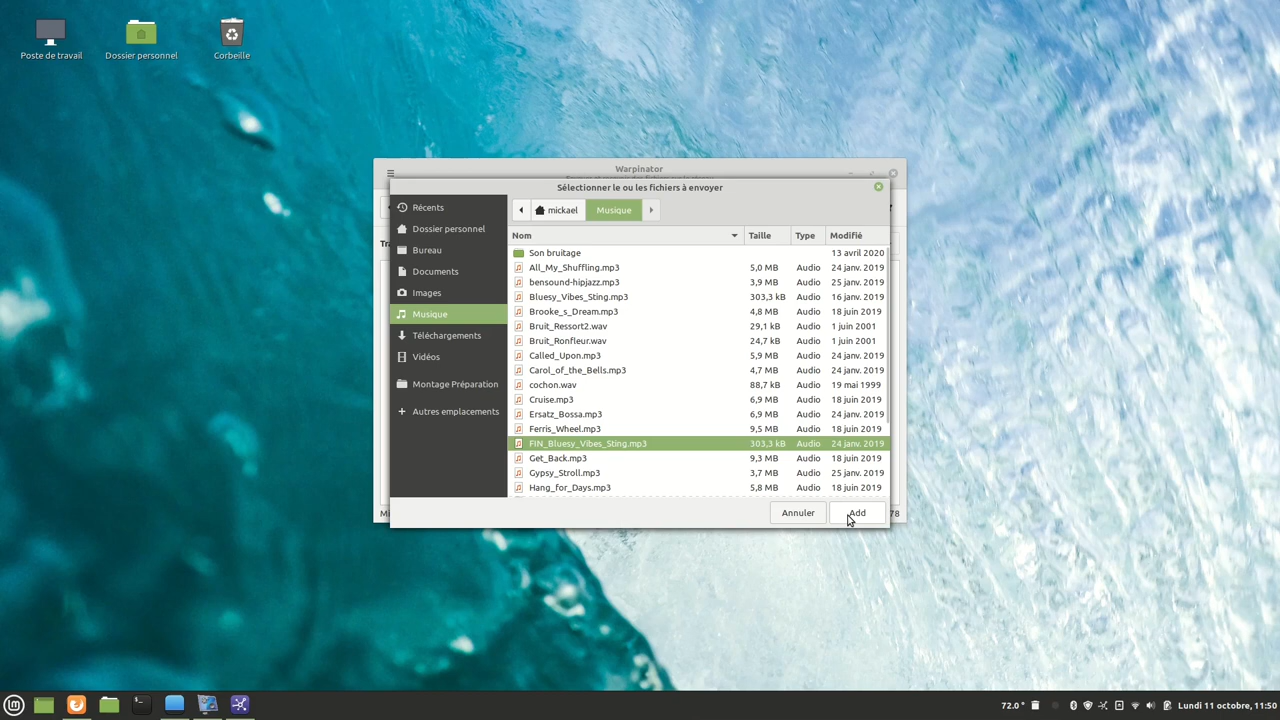 Poste de travail
Dossier personnel
Corbeille
Warpinator
Sélectionner le ou les fichiers à envoyer
Récents
Dossier personnel
Bureau
Documents
Images
Musique
Téléchargements
Vidéos
Montage Préparation
Autres emplacements
mickael Musique
Nom Taille Type Modifié
Son bruitage 13 avril 2020
All_My_Shuffling.mp3 5,0 MB Audio 24 janv. 2019
bensound-hipjazz.mp3 3,9 MB Audio 25 janv. 2019
Bluesy_Vibes_Sting.mp3 303,3 kB Audio 16 janv. 2019
Brooke_s_Dream.mp3 4,8 MB Audio 18 juin 2019
Bruit_Ressort2.wav 29,1 kB Audio 1 juin 2001
Bruit_Ronfleur.wav 24,7 kB Audio 1 juin 2001
Called_Upon.mp3 5,9 MB Audio 24 janv. 2019
Carol_of_the_Bells.mp3 4,7 MB Audio 24 janv. 2019
cochon.wav 88,7 kB Audio 19 mai 1999
Cruise.mp3 6,9 MB Audio 18 juin 2019
Ersatz_Bossa.mp3 6,9 MB Audio 24 janv. 2019
Ferris_Wheel.mp3 9,5 MB Audio 18 juin 2019
FIN_Bluesy_Vibes_Sting.mp3 303,3 kB Audio 24 janv. 2019
Get_Back.mp3 9,3 MB Audio 18 juin 2019
Gypsy_Stroll.mp3 3,7 MB Audio 25 janv. 2019
Hang_for_Days.mp3 5,8 MB Audio 18 juin 2019
Annuler Add
78
72.0 ° Lundi 11 octobre, 11:50